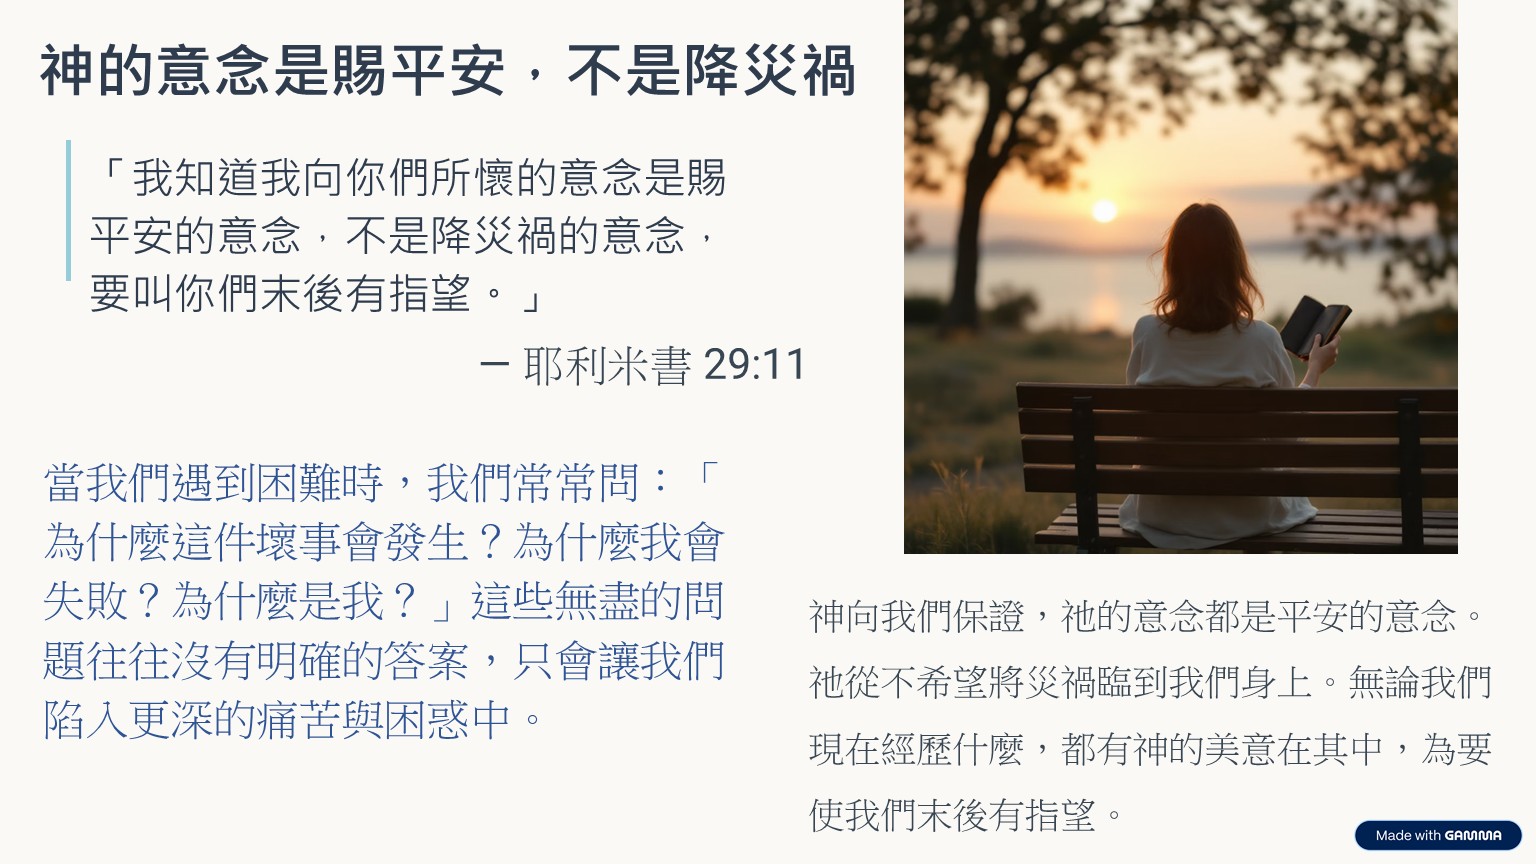 神的意念是賜平安，不是降災禍
「我知道我向你們所懷的意念是賜
平安的意念，不是降災禍的意念，
要叫你們末後有指望。」
— 耶利米書 29:11
當我們遇到困難時，我們常常問：「
為什麼這件壞事會發生？為什麼我會
失敗？為什麼是我？」這些無盡的問
題往往沒有明確的答案，只會讓我們
陷入更深的痛苦與困惑中。
神向我們保證，祂的意念都是平安的意念。
祂從不希望將災禍臨到我們身上。無論我們
現在經歷什麼，都有神的美意在其中，為要
使我們末後有指望。
Made with GAMMA